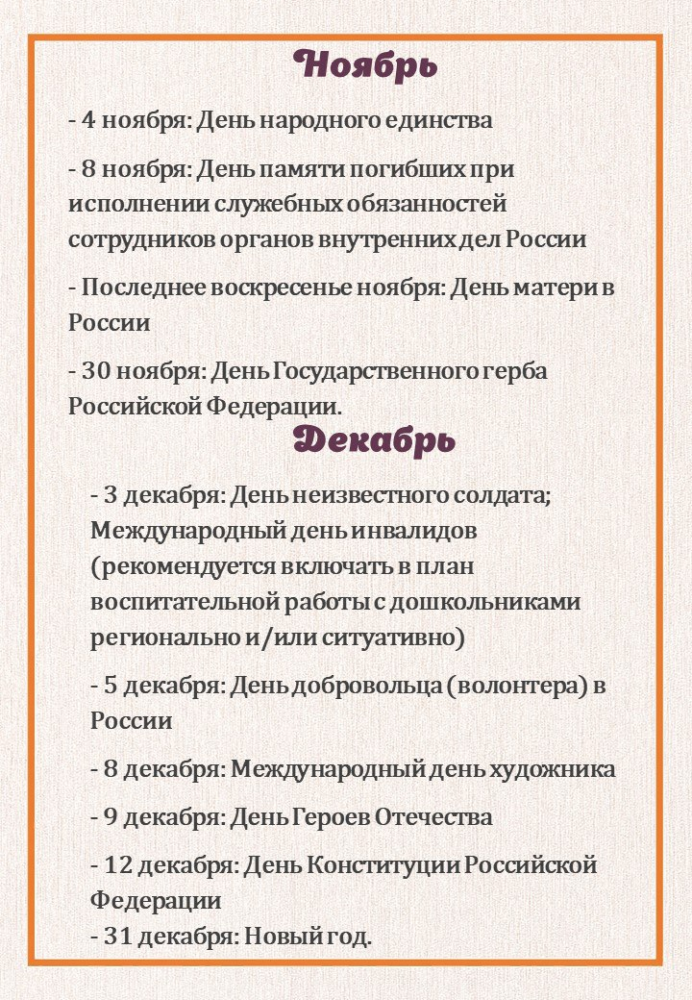 Ноябрь
- 4 ноября: День народного единства
- 8 ноября: День памяти погибших при
исполнении служебных обязанностей
сотрудников органов внутренних дел России
- Последнее воскресенье ноября: День матери в
России
- 30 ноября: День Государственного герба
Российской Федерации.
Декабрь
- 3 декабря: День неизвестного солдата;
Международный день инвалидов
(рекомендуется включать в план
воспитательной работы с дошкольниками
регионально и/или ситуативно)
- 5 декабря: День добровольца (волонтера) в
России
- 8 декабря: Международный день художника
- 9 декабря: День Героев Отечества
- 12 декабря: День Конституции Российской
Федерации
- 31 декабря: Новый год.